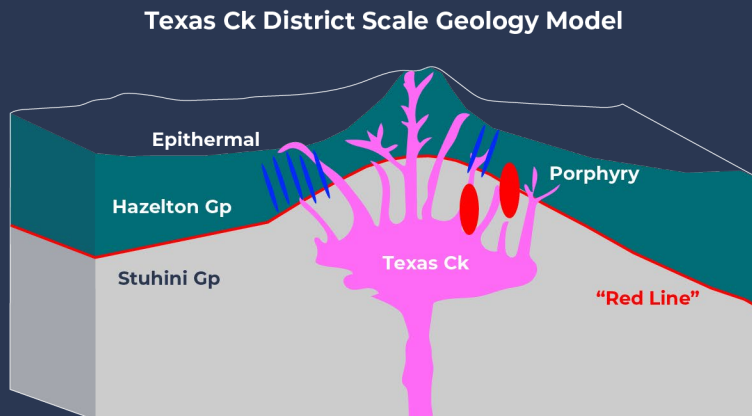 Texas Ck District Scale Geology Model
Epithermal
Porphyry
Hazelton Gp
Texas Ck
Stuhini Gp
“Red Line”